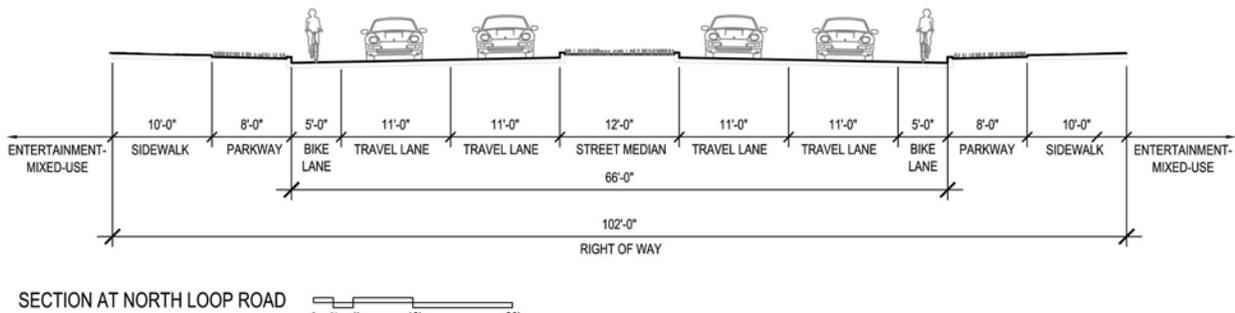 10'-0" 8'-0" 5'-0" 11'-0" 11'-0" 12'-0" 11'-0" 11'-0" 5'-0" 8'-0" 10'-0"
ENTERTAINMENT- SIDEWALK PARKWAY BIKE TRAVEL LANE TRAVEL LANE STREET MEDIAN TRAVEL LANE TRAVEL LANE BIKE PARKWAY SIDEWALK ENTERTAINMENT-
MIXED-USE LANE LANE MIXED-USE
66'-0"
102'-0"
RIGHT OF WAY
SECTION AT NORTH LOOP ROAD